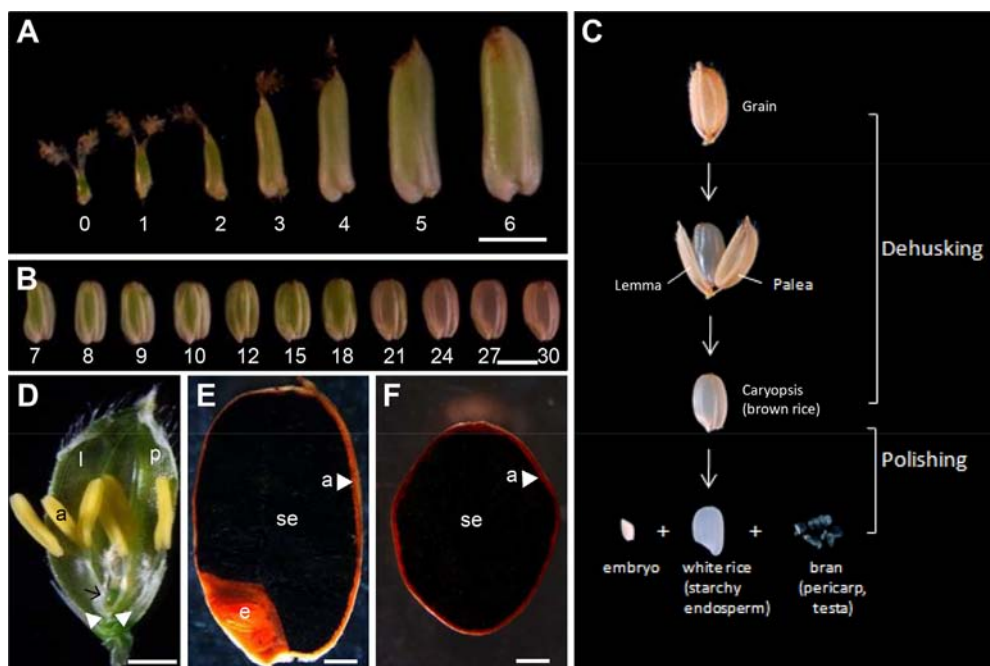 A
0 1 2 3 4 5 6
B
7 8 9 10 12 15 18 21 24 27 30
C
Grain
Lemma
Palea
Dehusking
Caryopsis
(brown rice)
Polishing
embryo + white rice + bran
(starchy (pericarp,
endosperm) testa)
D
l
p
a
E
a
se
e
F
a
se